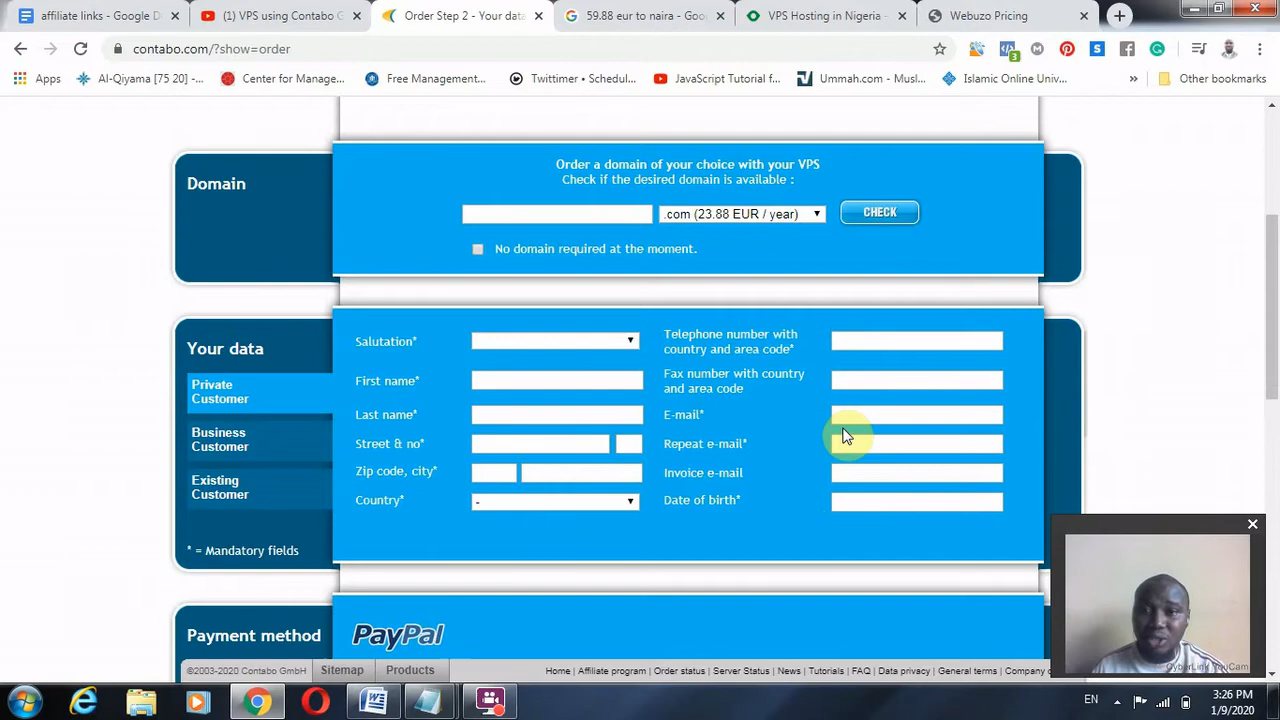 affiliate links - Google D
(1) VPS using Contabo G
Order Step 2 - Your data
59.88 eur to naira - Goo
VPS Hosting in Nigeria -
Webuzo Pricing
contabo.com/?show=order
3
Apps
Al-Qiyama [75 20] -...
Center for Manage...
Free Management...
Twittimer • Schedul...
JavaScript Tutorial f...
Ummah.com - Musl...
Islamic Online Univ...
»
Other bookmarks
Domain
Order a domain of your choice with your VPS
Check if the desired domain is available :
.com (23.88 EUR / year)
CHECK
No domain required at the moment.
Your data
Private
Customer
Business
Customer
Existing
Customer
* = Mandatory fields
Salutation*
First name*
Last name*
Street & no*
Zip code, city*
Country*
-
Telephone number with
country and area code*
Fax number with country
and area code
E-mail*
Repeat e-mail*
Invoice e-mail
Date of birth*
Payment method
PayPal
©2003-2020 Contabo GmbH
Sitemap
Products
Home | Affiliate program | Order status | Server Status | News | Tutorials | FAQ | Data privacy | General terms | Company
CyberLink YouCam
EN
3:26 PM
1/9/2020